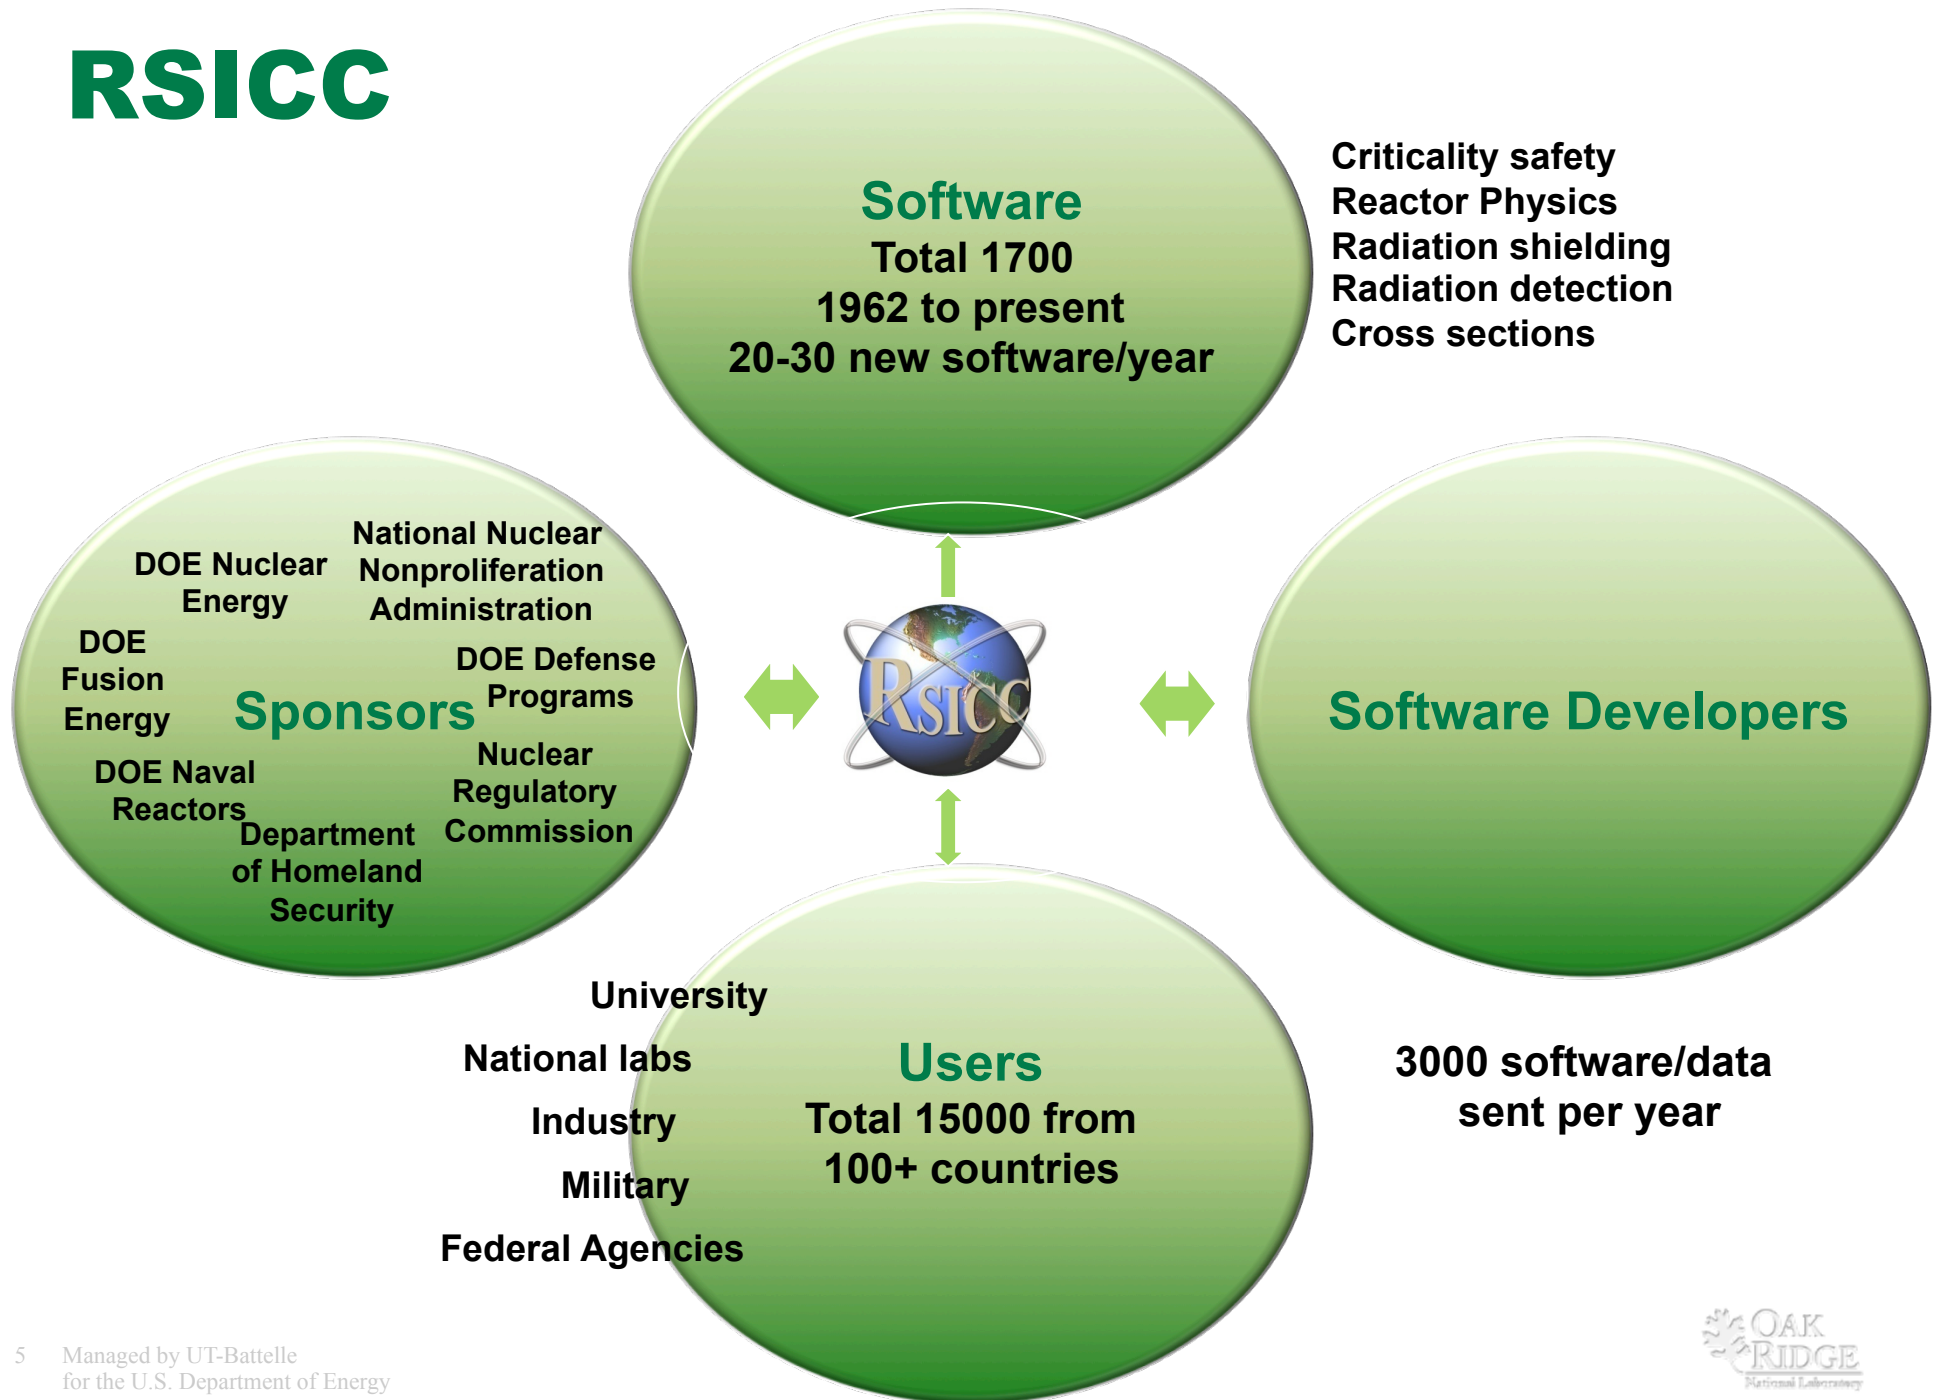 RSICC
Software
Total 1700
1962 to present
20-30 new software/year
Criticality safety
Reactor Physics
Radiation shielding
Radiation detection
Cross sections
National Nuclear
Nonproliferation
Administration
DOE Nuclear
Energy
DOE
Fusion
Energy
DOE Defense
Programs
Sponsors
Nuclear
Regulatory
Commission
DOE Naval
Reactors
Department
of Homeland
Security
RSICC
Software Developers
University
National labs
Industry
Military
Federal Agencies
Users
Total 15000 from
100+ countries
3000 software/data
sent per year
5 Managed by UT-Battelle
for the U.S. Department of Energy
OAK
RIDGE
National Laboratory